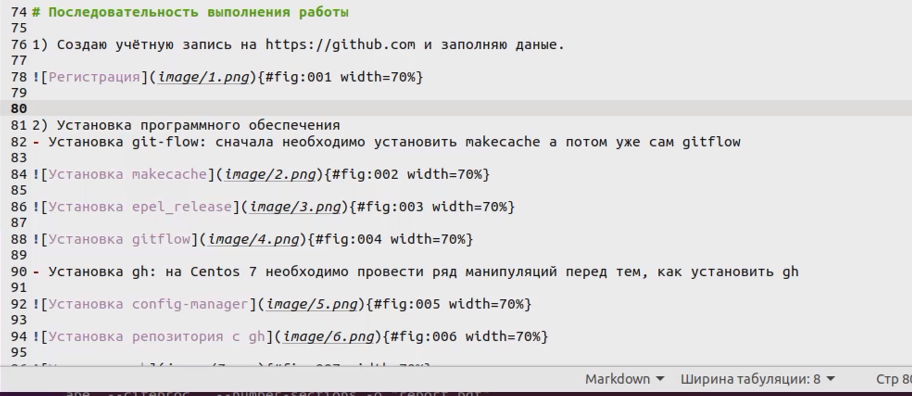 74 # Последовательность выполнения работы
75
76 1) Создаю учётную запись на https://github.com и заполняю даные.
77
78 ![Регистрация](image/1.png){#fig:001 width=70%}
79
80
81 2) Установка программного обеспечения
82 - Установка git-flow: сначала необходимо установить makecache а потом уже сам gitflow
83
84 ![Установка makecache](image/2.png){#fig:002 width=70%}
85
86 ![Установка epel_release](image/3.png){#fig:003 width=70%}
87
88 ![Установка gitflow](image/4.png){#fig:004 width=70%}
89
90 - Установка gh: на Centos 7 необходимо провести ряд манипуляций перед тем, как установить gh
91
92 ![Установка config-manager](image/5.png){#fig:005 width=70%}
93
94 ![Установка репозитория с gh](image/6.png){#fig:006 width=70%}
95
Markdown Ширина табуляции: 8 Стр 80